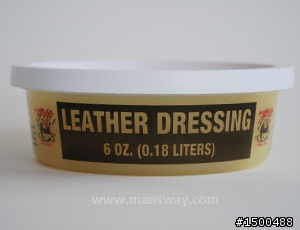 LEATHER DRESSING
6 OZ. (0.18 LITERS)
www.mansway.com
#1500488